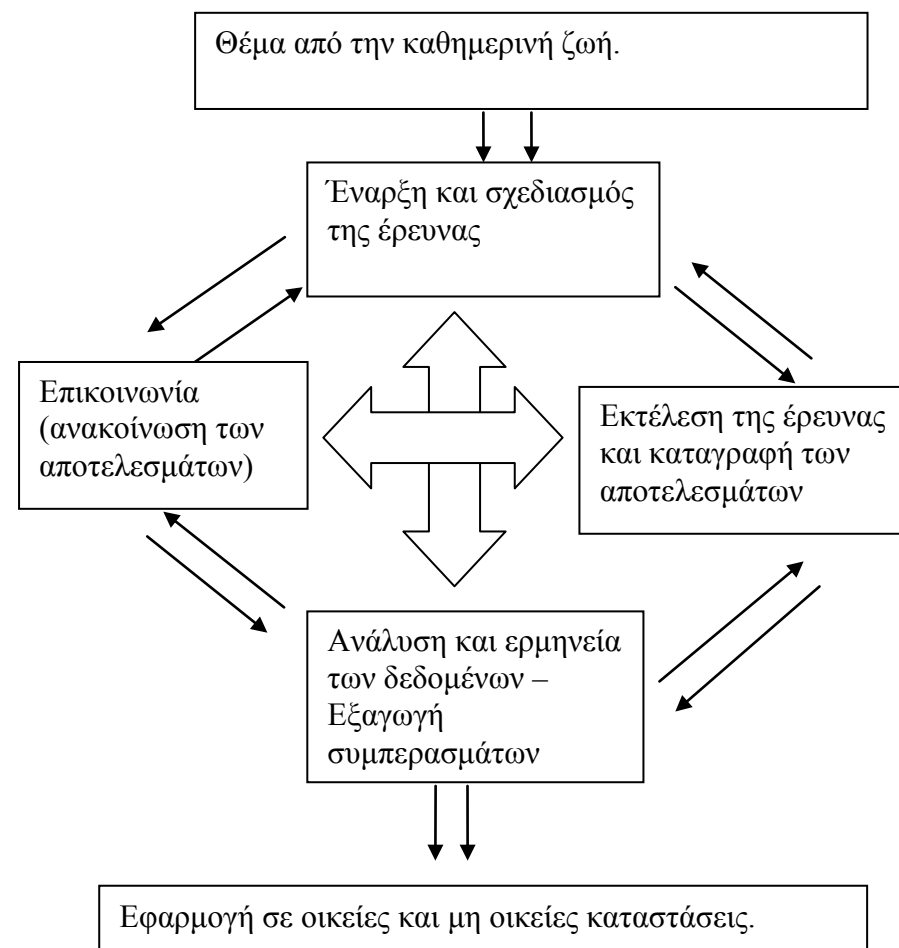 Θέμα από την καθημερινή ζωή.
Έναρξη και σχεδιασμός
της έρευνας
Επικοινωνία
(ανακοίνωση των
αποτελεσμάτων)
Εκτέλεση της έρευνας
και καταγραφή των
αποτελεσμάτων
Ανάλυση και ερμηνεία
των δεδομένων –
Εξαγωγή
συμπερασμάτων
Εφαρμογή σε οικείες και μη οικείες καταστάσεις.